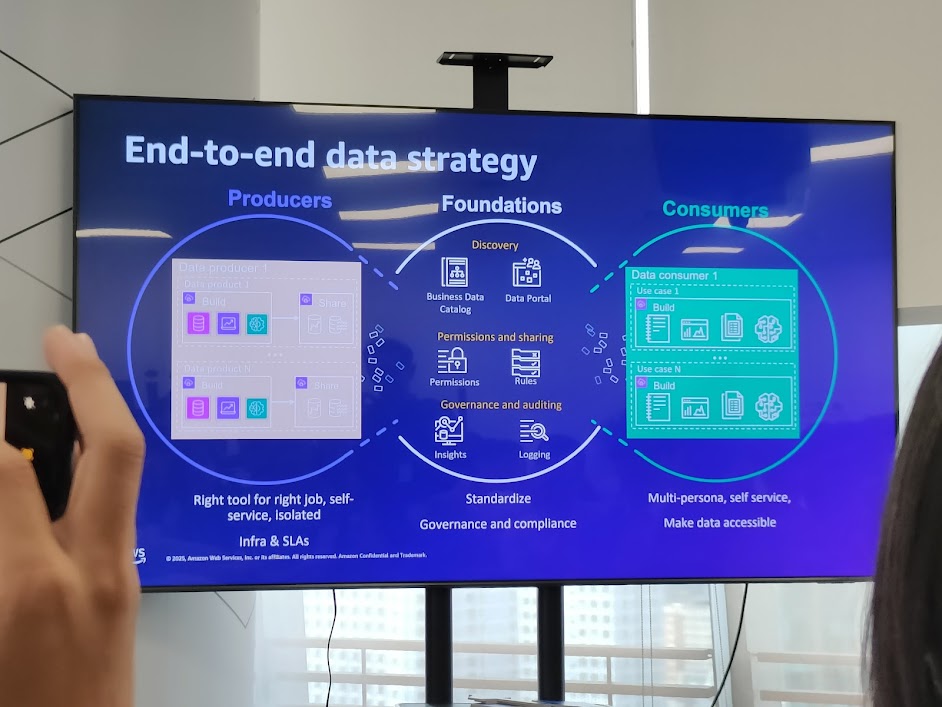 End-to-end data strategy
Producers
Data producer 1
Data product 1
Build
Share
Data product N
Build
Share
Right tool for right job, self-
service, isolated
Infra & SLAs
Foundations
Discovery
Business Data
Catalog
Data Portal
Permissions and sharing
Permissions
Rules
Governance and auditing
Insights
Logging
Standardize
Governance and compliance
Consumers
Data consumer 1
Use case 1
Build
Use case N
Build
Multi-persona, self service,
Make data accessible
© 2025, Amazon Web Services, Inc. or its affiliates. All rights reserved. Amazon Confidential and Trademark.